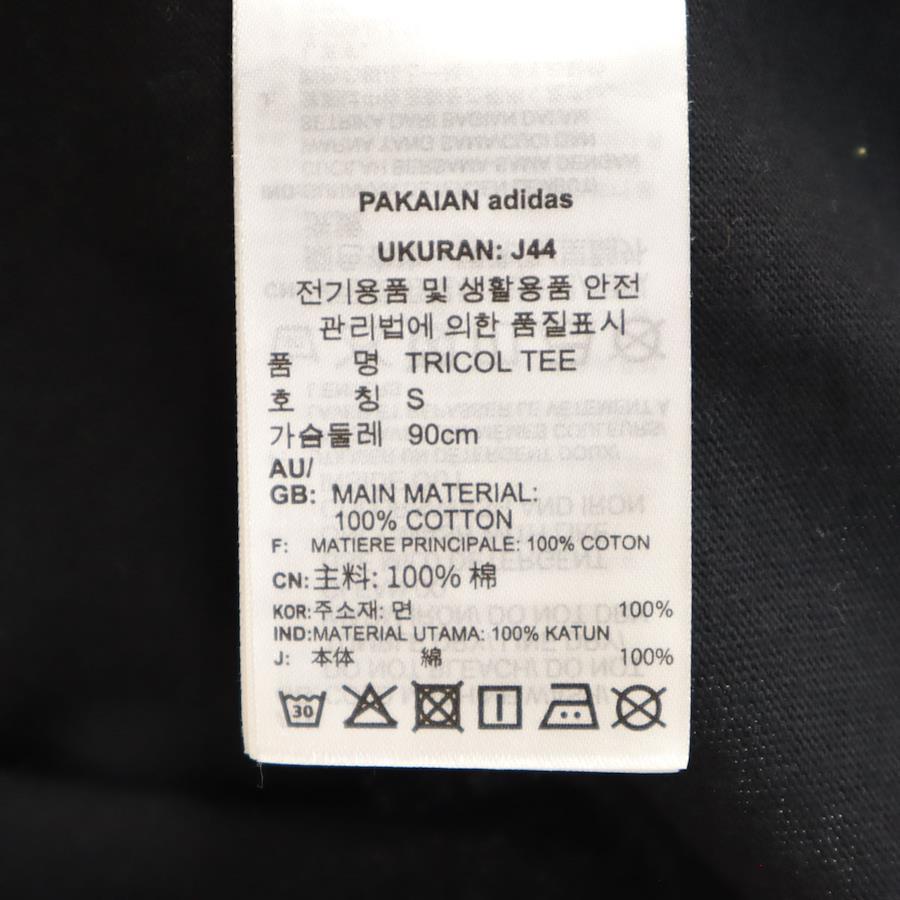 PAKAIAN adidas
UKURAN: J44
전기용품 및 생활용품 안전
관리법에 의한 품질표시
품 명 TRICOL TEE
호 칭 S
가슴둘레 90cm
AU/
GB: MAIN MATERIAL:
100% COTTON
F: MATIERE PRINCIPALE: 100% COTON
CN: 主料: 100% 棉
KOR: 주소재: 면 100%
IND: MATERIAL UTAMA: 100% KATUN
J: 本体 綿 100%
30